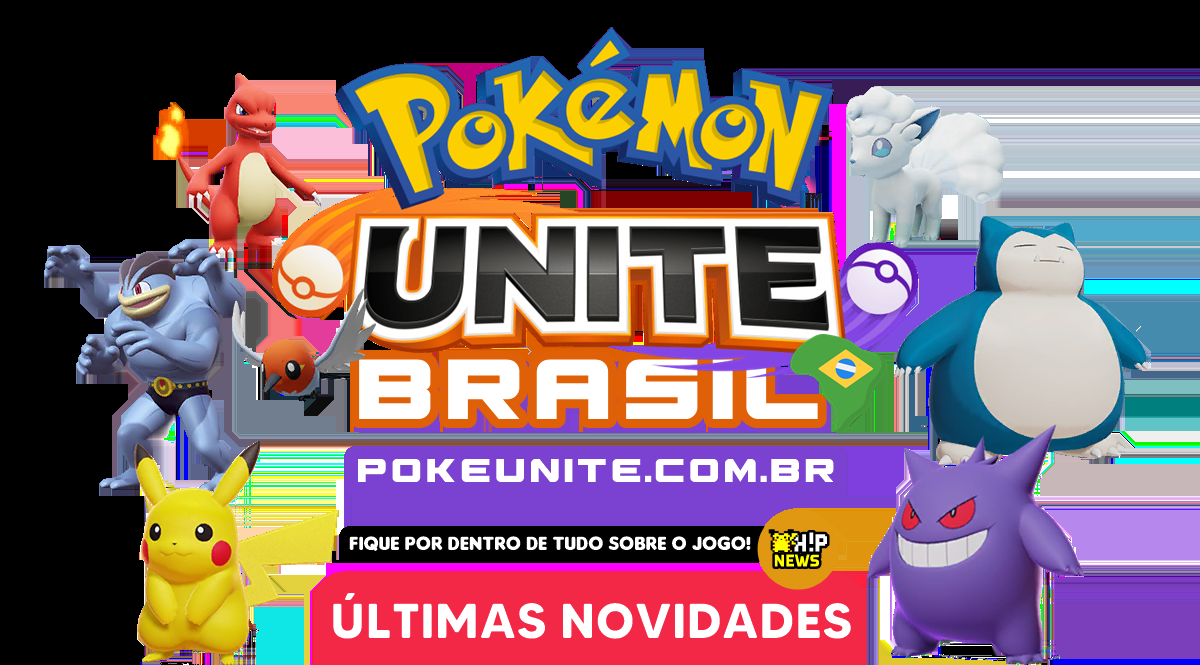 POKÉMON
UNITE
BRASIL
POKEUNITE.COM.BR
FIQUE POR DENTRO DE TUDO SOBRE O JOGO!
H!P
NEWS
ÚLTIMAS NOVIDADES